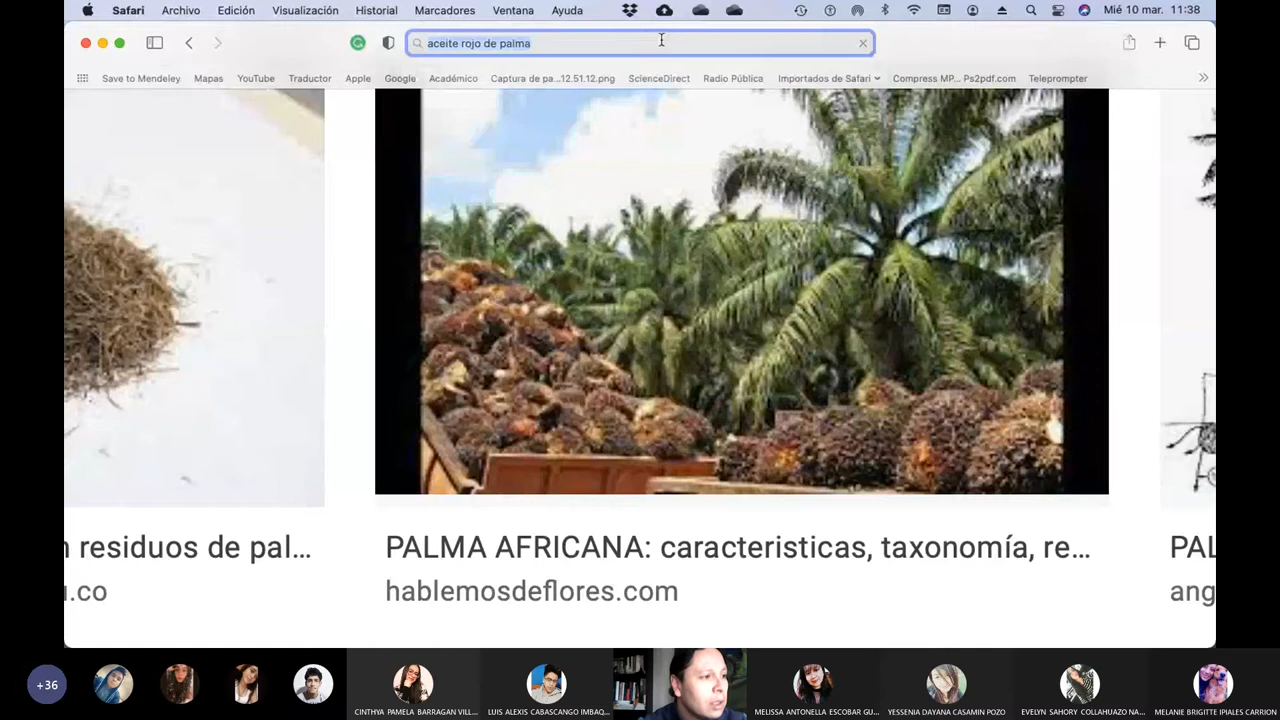 Safari Archivo Edición Visualización Historial Marcadores Ventana Ayuda Mié 10 mar. 11:38
aceite rojo de palma
Save to Mendeley Mapas YouTube Traductor Apple Google Académico Captura de pa...12.51.12.png ScienceDirect Radio Pública Importados de Safari Compress MP... Ps2pdf.com Teleprompter
residuos de pal... PALMA AFRICANA: caracteristicas, taxonomía, re... PAL
.co hablemosdeflores.com ang
+36
CINTHYA PAMELA BARRAGAN VILL... LUIS ALEXIS CABASCANGO IMBAQ... MELISSA ANTONELLA ESCOBAR GU... YESSENIA DAYANA CASAMIN POZO EVELYN SAHORY COLLAHUAZO NA... MELANIE BRIGITTE IPIALES CARRION